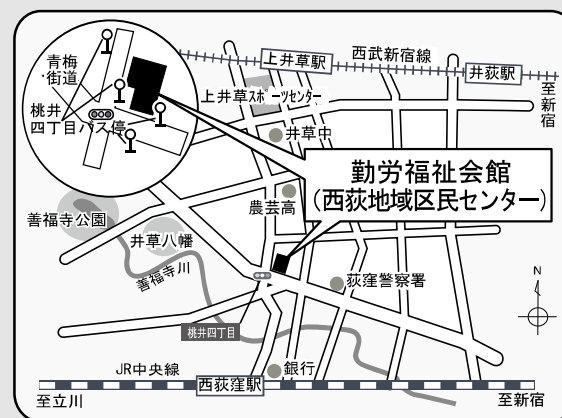 青梅
街道
桃井
四丁目バス停
上井草駅
西武新宿線
井荻駅
至新宿
上井草スポーツセンター
井草中
勤労福祉会館
(西荻地域区民センター)
農芸高
善福寺公園
井草八幡
善福寺川
荻窪警察署
N
桃井四丁目
JR中央線
西荻窪駅
銀行
至立川
至新宿